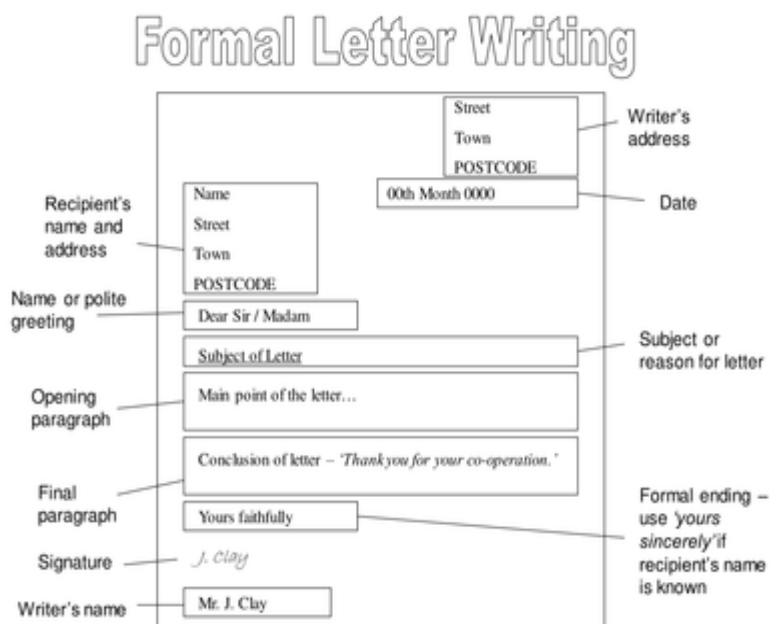 Formal Letter Writing
Street
Town
POSTCODE
Writer's
address
00th Month 0000
Date
Recipient's
name and
address
Name
Street
Town
POSTCODE
Name or polite
greeting
Dear Sir / Madam
Subject of Letter
Subject or
reason for letter
Opening
paragraph
Main point of the letter…
Final
paragraph
Conclusion of letter – 'Thank you for your co-operation.'
Yours faithfully
Formal ending –
use 'yours
sincerely' if
recipient's name
is known
Signature
J. Clay
Writer's name
Mr. J. Clay